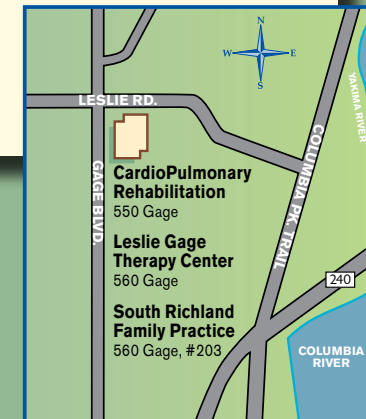 N
W E
S
LESLIE RD.
YAKIMA RIVER
GAGE BLVD.
COLUMBIA PK. TRAIL
CardioPulmonary
Rehabilitation
550 Gage
Leslie Gage
Therapy Center
560 Gage
240
South Richland
Family Practice
560 Gage, #203
COLUMBIA
RIVER